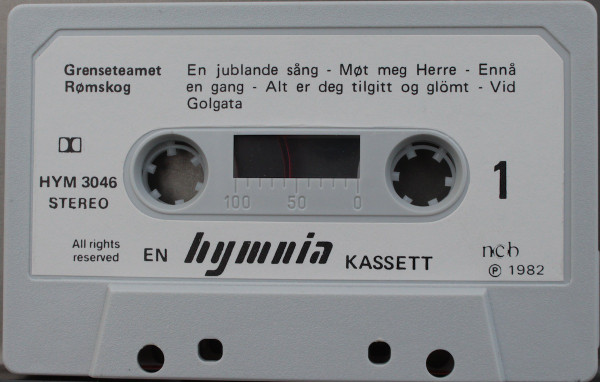 Grenseteamet
Rømskog
En jublande sång - Møt meg Herre - Ennå
en gang - Alt er deg tilgitt og glömt - Vid
Golgata
HYM 3046
STEREO
100 50 0
1
All rights
reserved
EN hymnia KASSETT
ncb
℗ 1982